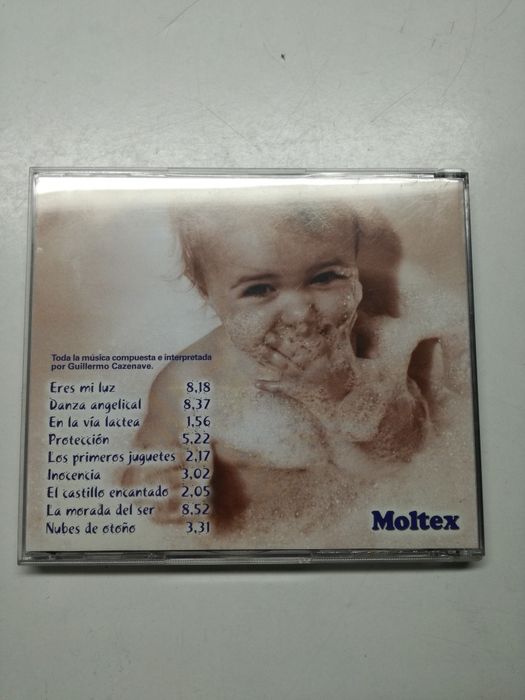 Toda la música compuesta e interpretada
por Guillermo Cazenave.
Eres mi luz 8,18
Danza angelical 8,37
En la vía lactea 1,56
Protección 5,22
Los primeros juguetes 2,17
Inocencia 3,02
El castillo encantado 2,05
La morada del ser 8,52
Nubes de otoño 3,31
Moltex